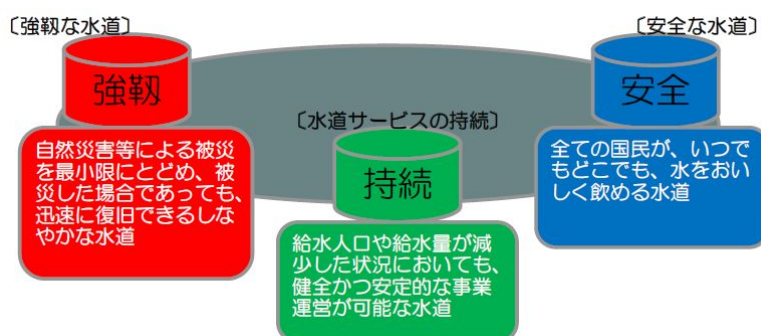 〔強靱な水道〕
強靱
自然災害等による被災
を最小限にとどめ、被
災した場合であっても、
迅速に復旧できるしな
やかな水道
〔水道サービスの持続〕
持続
給水人口や給水量が減
少した状況においても、
健全かつ安定的な事業
運営が可能な水道
〔安全な水道〕
安全
全ての国民が、いつで
もどこでも、水をおい
しく飲める水道